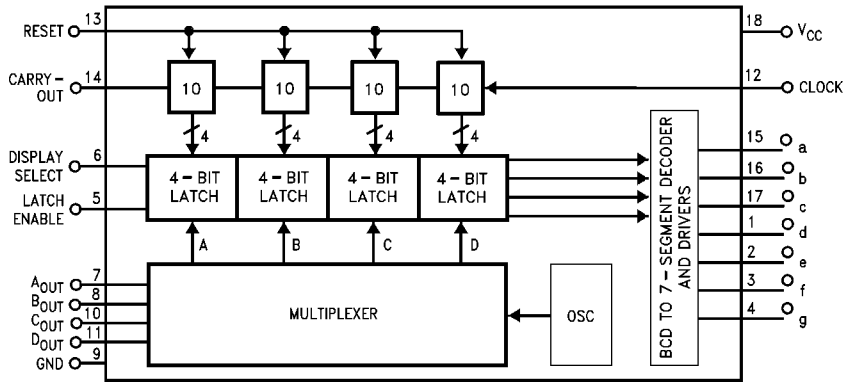 RESET
13
18
VCC
CARRY-
OUT
14
10
10
10
10
12
CLOCK
4
4
4
4
DISPLAY
SELECT
6
LATCH
ENABLE
5
4-BIT
LATCH
4-BIT
LATCH
4-BIT
LATCH
4-BIT
LATCH
A
B
C
D
BCD TO 7-SEGMENT DECODER
AND DRIVERS
15
a
16
b
17
c
1
d
2
e
3
f
4
g
AOUT
7
BOUT
8
COUT
10
DOUT
11
GND
9
MULTIPLEXER
OSC